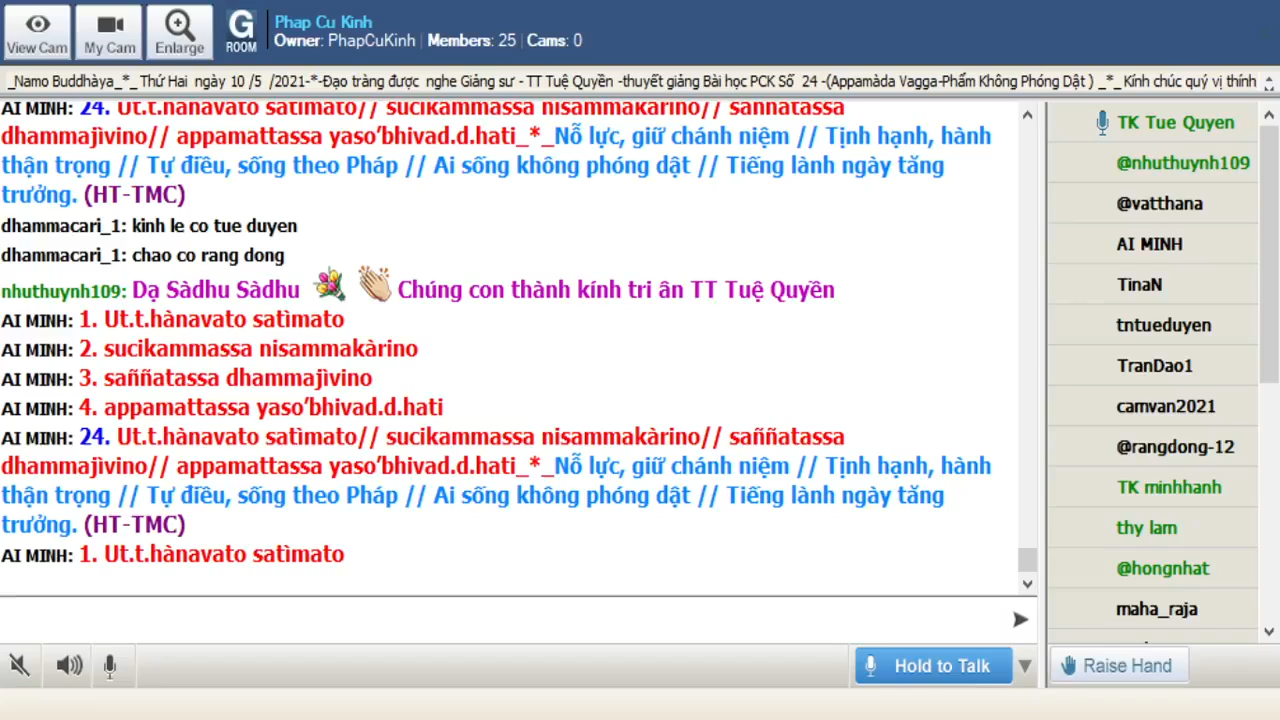 View Cam
My Cam
Enlarge
G
ROOM
Phap Cu Kinh
Owner: PhapCuKinh | Members: 25 | Cams: 0
_Namo Buddhàya_*_ Thứ Hai ngày 10 /5 /2021-*-Đạo tràng được nghe Giảng sư - TT Tuệ Quyền -thuyết giảng Bài học PCK Số 24 -(Appamàda Vagga-Phẩm Không Phóng Dật ) _*_ Kính chúc quý vị thính
AI MINH: 24. Ut.t.hànavato satìmato// sucikammassa nisammakàrino// saññatassa
dhammajìvino// appamattassa yaso’bhivad.d.hati_*_Nỗ lực, giữ chánh niệm // Tịnh hạnh, hành
thận trọng // Tự điều, sống theo Pháp // Ai sống không phóng dật // Tiếng lành ngày tăng
trưởng. (HT-TMC)
dhammacari_1: kinh le co tue duyen
dhammacari_1: chao co rang dong
nhuthuynh109: Dạ Sàdhu Sàdhu Chúng con thành kính tri ân TT Tuệ Quyền
AI MINH: 1. Ut.t.hànavato satìmato
AI MINH: 2. sucikammassa nisammakàrino
AI MINH: 3. saññatassa dhammajìvino
AI MINH: 4. appamattassa yaso’bhivad.d.hati
AI MINH: 24. Ut.t.hànavato satìmato// sucikammassa nisammakàrino// saññatassa
dhammajìvino// appamattassa yaso’bhivad.d.hati_*_Nỗ lực, giữ chánh niệm // Tịnh hạnh, hành
thận trọng // Tự điều, sống theo Pháp // Ai sống không phóng dật // Tiếng lành ngày tăng
trưởng. (HT-TMC)
AI MINH: 1. Ut.t.hànavato satìmato
TK Tue Quyen
@nhuthuynh109
@vatthana
AI MINH
TinaN
tntueduyen
TranDao1
camvan2021
@rangdong-12
TK minhhanh
thy lam
@hongnhat
maha_raja
Hold to Talk
Raise Hand